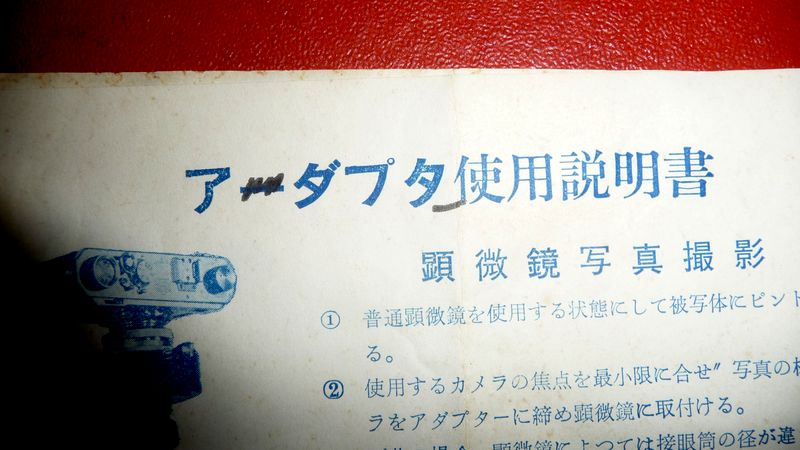 アーダプタ使用説明書
顕微鏡写真撮影
① 普通顕微鏡を使用する状態にして被写体にピント
る。
② 使用するカメラの焦点を最小限に合せ〃写真の
ラをアダプターに締め顕微鏡に取付ける。
場合、顕微鏡によつては接眼筒の径が違